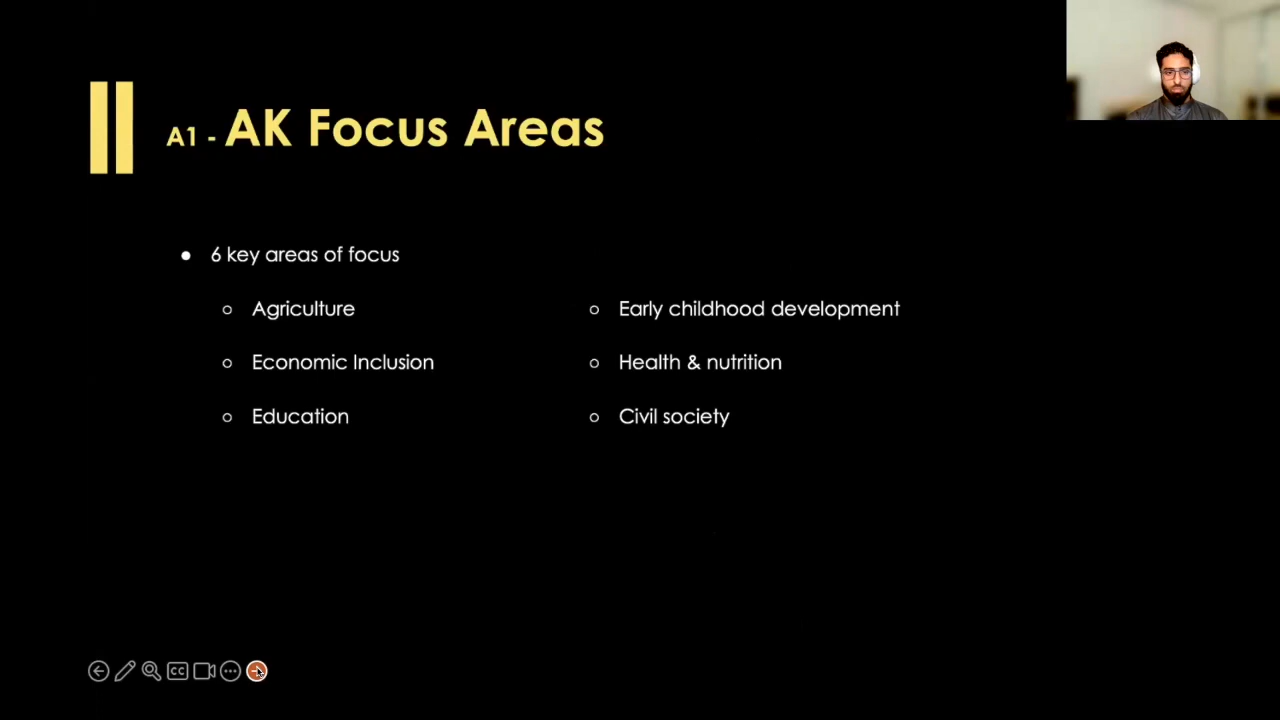 A1 - AK Focus Areas
6 key areas of focus
Agriculture
Economic Inclusion
Education
Early childhood development
Health & nutrition
Civil society
CC